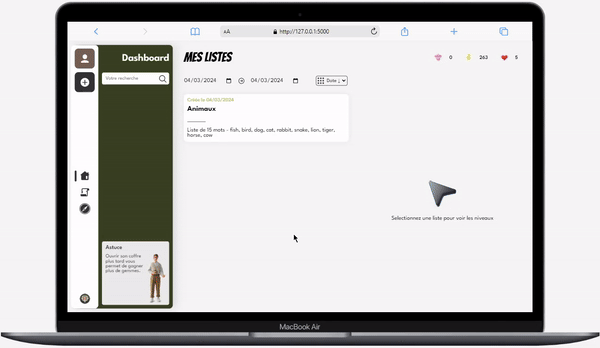 AA
http://127.0.0.1:5000
Dashboard
Votre recherche
Astuce
Ouvrir son coffre
plus tard vous
permet de gagner
plus de gemmes.
MES LISTES
0
263
5
04/03/2024
04/03/2024
Date
Créée le 04/03/2024
Animaux
Liste de 15 mots - fish, bird, dog, cat, rabbit, snake, lion, tiger,
horse, cow
Selectionnez une liste pour voir les niveaux
MacBook Air